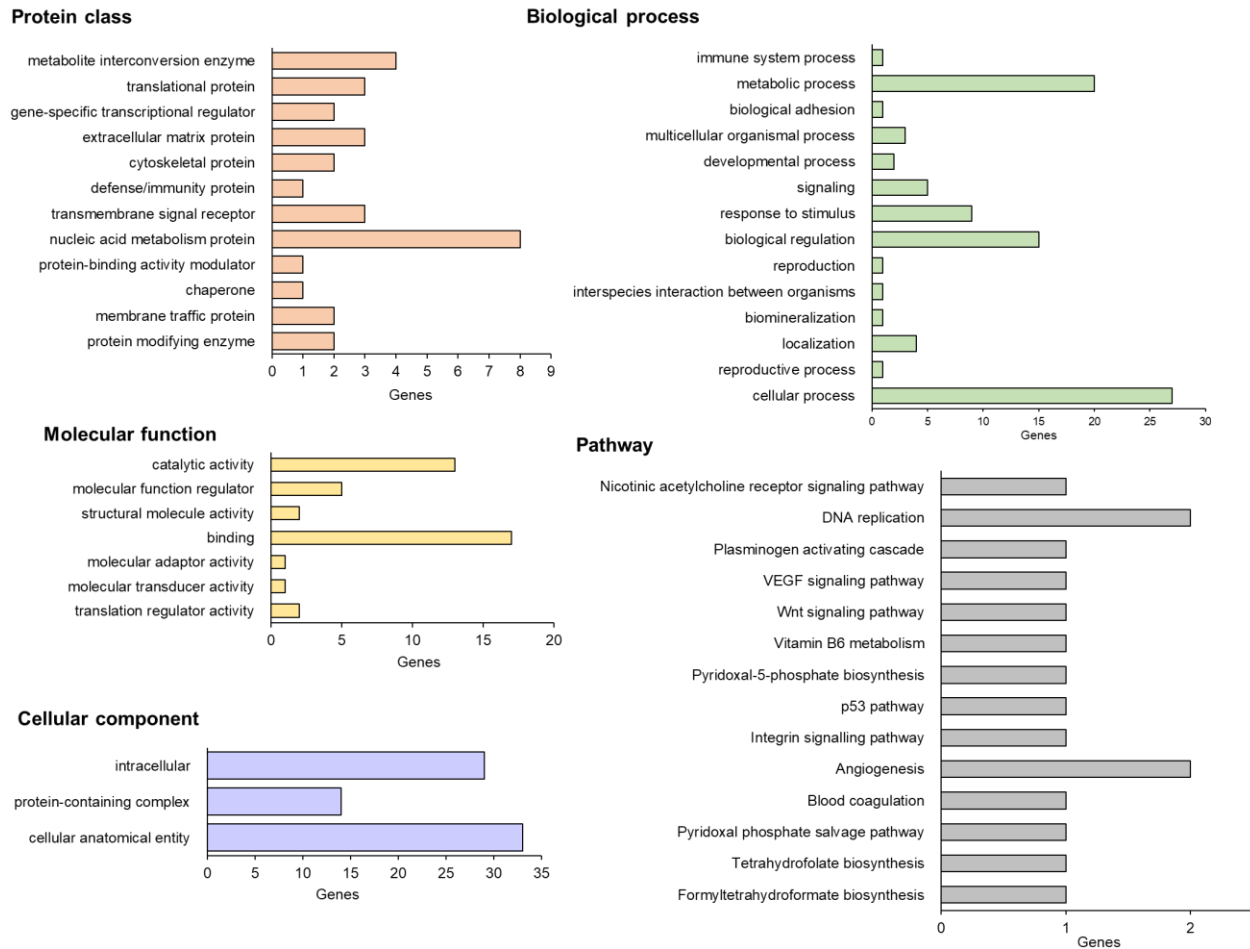 Protein class
metabolite interconversion enzyme
translational protein
gene-specific transcriptional regulator
extracellular matrix protein
cytoskeletal protein
defense/immunity protein
transmembrane signal receptor
nucleic acid metabolism protein
protein-binding activity modulator
chaperone
membrane traffic protein
protein modifying enzyme
0 1 2 3 4 5 6 7 8 9
Genes
Biological process
immune system process
metabolic process
biological adhesion
multicellular organismal process
developmental process
signaling
response to stimulus
biological regulation
reproduction
interspecies interaction between organisms
biomineralization
localization
reproductive process
cellular process
0 5 10 15 20 25 30
Genes
Molecular function
catalytic activity
molecular function regulator
structural molecule activity
binding
molecular adaptor activity
molecular transducer activity
translation regulator activity
0 5 10 15 20
Genes
Pathway
Nicotinic acetylcholine receptor signaling pathway
DNA replication
Plasminogen activating cascade
VEGF signaling pathway
Wnt signaling pathway
Vitamin B6 metabolism
Pyridoxal-5-phosphate biosynthesis
p53 pathway
Integrin signalling pathway
Angiogenesis
Blood coagulation
Pyridoxal phosphate salvage pathway
Tetrahydrofolate biosynthesis
Formyltetrahydroformate biosynthesis
0 1 2
Genes
Cellular component
intracellular
protein-containing complex
cellular anatomical entity
0 5 10 15 20 25 30 35
Genes